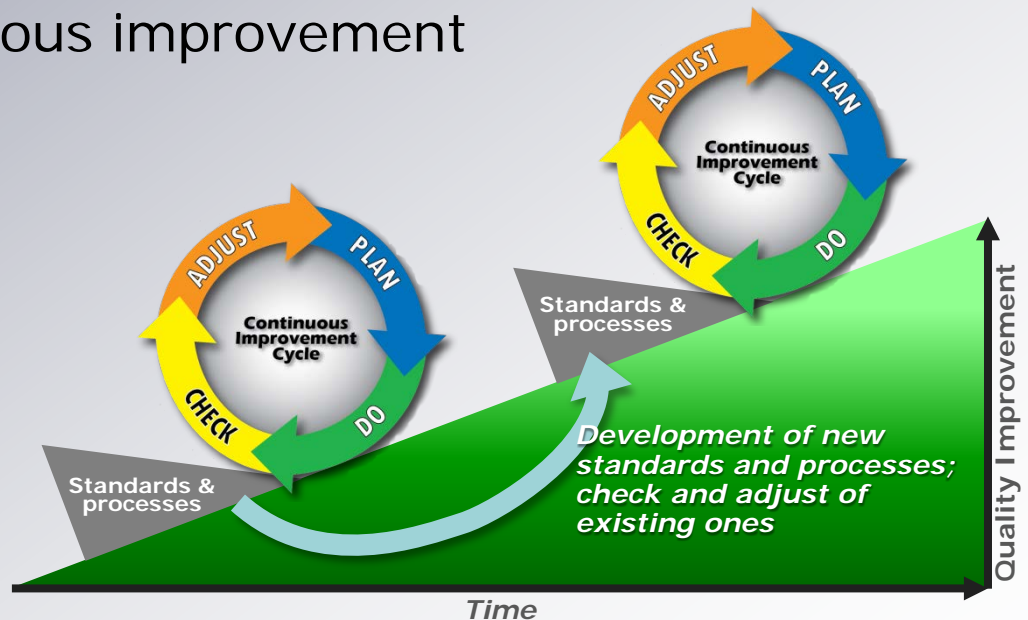 ous improvement
ADJUST
PLAN
Continuous
Improvement
Cycle
CHECK
DO
Standards &
processes
ADJUST
PLAN
Continuous
Improvement
Cycle
CHECK
DO
Standards &
processes
Development of new
standards and processes;
check and adjust of
existing ones
Quality Improvement
Time